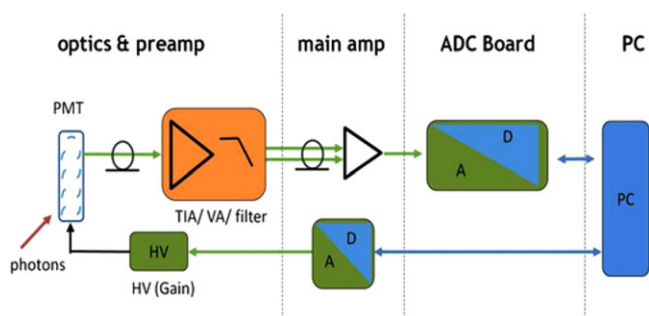 optics & preamp
main amp
ADC Board
PC
PMT
D
A
PC
TIA/ VA/ filter
photons
HV
HV (Gain)
D
A